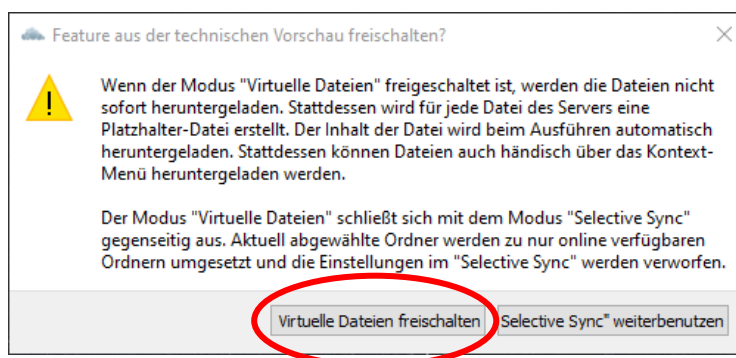 Feature aus der technischen Vorschau freischalten?
Wenn der Modus "Virtuelle Dateien" freigeschaltet ist, werden die Dateien nicht
sofort heruntergeladen. Stattdessen wird für jede Datei des Servers eine
Platzhalter-Datei erstellt. Der Inhalt der Datei wird beim Ausführen automatisch
heruntergeladen. Stattdessen können Dateien auch händisch über das Kontext-
Menü heruntergeladen werden.
Der Modus "Virtuelle Dateien" schließt sich mit dem Modus "Selective Sync"
gegenseitig aus. Aktuell abgewählte Ordner werden zu nur online verfügbaren
Ordnern umgesetzt und die Einstellungen im "Selective Sync" werden verworfen.
Virtuelle Dateien freischalten
Selective Sync" weiterbenutzen